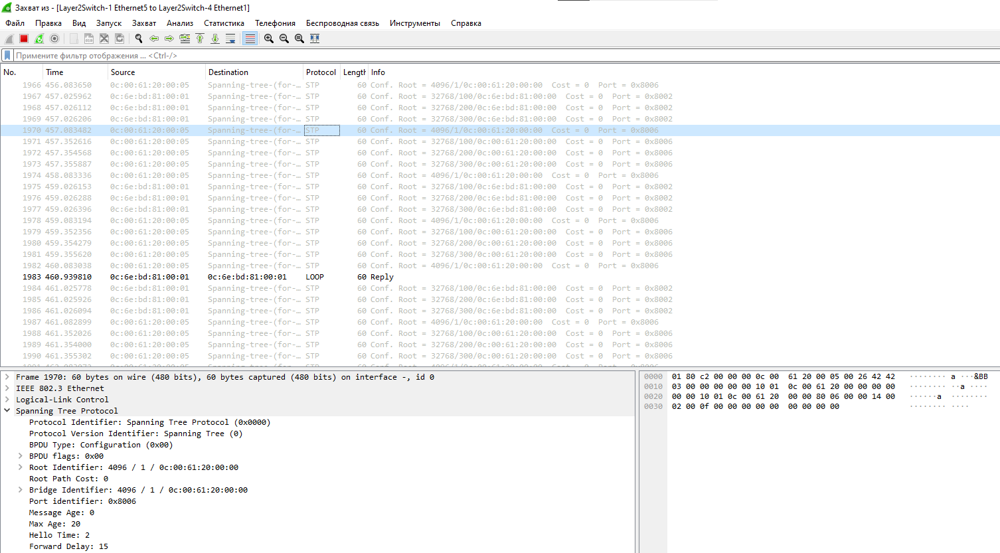 Захват из - [Layer2Switch-1 Ethernet5 to Layer2Switch-4 Ethernet1]
Файл Правка Вид Запуск Захват Анализ Статистика Телефония Беспроводная связь Инструменты Справка
Примените фильтр отображения ... <Ctrl-/>
No. Time Source Destination Protocol Length Info
1966 456.083650 0c:00:61:20:00:05 Spanning-tree-(for-… STP 60 Conf. Root = 4096/1/0c:00:61:20:00:00 Cost = 0 Port = 0x8006
1967 457.025962 0c:6e:bd:81:00:01 Spanning-tree-(for-… STP 60 Conf. Root = 32768/100/0c:6e:bd:81:00:00 Cost = 0 Port = 0x8002
1968 457.026112 0c:6e:bd:81:00:01 Spanning-tree-(for-… STP 60 Conf. Root = 32768/200/0c:6e:bd:81:00:00 Cost = 0 Port = 0x8002
1969 457.026206 0c:6e:bd:81:00:01 Spanning-tree-(for-… STP 60 Conf. Root = 32768/300/0c:6e:bd:81:00:00 Cost = 0 Port = 0x8002
1970 457.083482 0c:00:61:20:00:05 Spanning-tree-(for-… STP 60 Conf. Root = 4096/1/0c:00:61:20:00:00 Cost = 0 Port = 0x8006
1971 457.352616 0c:00:61:20:00:05 Spanning-tree-(for-… STP 60 Conf. Root = 32768/100/0c:00:61:20:00:00 Cost = 0 Port = 0x8006
1972 457.354568 0c:00:61:20:00:05 Spanning-tree-(for-… STP 60 Conf. Root = 32768/200/0c:00:61:20:00:00 Cost = 0 Port = 0x8006
1973 457.355887 0c:00:61:20:00:05 Spanning-tree-(for-… STP 60 Conf. Root = 32768/300/0c:00:61:20:00:00 Cost = 0 Port = 0x8006
1974 458.083336 0c:00:61:20:00:05 Spanning-tree-(for-… STP 60 Conf. Root = 4096/1/0c:00:61:20:00:00 Cost = 0 Port = 0x8006
1975 459.026153 0c:6e:bd:81:00:01 Spanning-tree-(for-… STP 60 Conf. Root = 32768/100/0c:6e:bd:81:00:00 Cost = 0 Port = 0x8002
1976 459.026288 0c:6e:bd:81:00:01 Spanning-tree-(for-… STP 60 Conf. Root = 32768/200/0c:6e:bd:81:00:00 Cost = 0 Port = 0x8002
1977 459.026396 0c:6e:bd:81:00:01 Spanning-tree-(for-… STP 60 Conf. Root = 32768/300/0c:6e:bd:81:00:00 Cost = 0 Port = 0x8002
1978 459.083194 0c:00:61:20:00:05 Spanning-tree-(for-… STP 60 Conf. Root = 4096/1/0c:00:61:20:00:00 Cost = 0 Port = 0x8006
1979 459.352356 0c:00:61:20:00:05 Spanning-tree-(for-… STP 60 Conf. Root = 32768/100/0c:00:61:20:00:00 Cost = 0 Port = 0x8006
1980 459.354279 0c:00:61:20:00:05 Spanning-tree-(for-… STP 60 Conf. Root = 32768/200/0c:00:61:20:00:00 Cost = 0 Port = 0x8006
1981 459.355620 0c:00:61:20:00:05 Spanning-tree-(for-… STP 60 Conf. Root = 32768/300/0c:00:61:20:00:00 Cost = 0 Port = 0x8006
1982 460.083038 0c:00:61:20:00:05 Spanning-tree-(for-… STP 60 Conf. Root = 4096/1/0c:00:61:20:00:00 Cost = 0 Port = 0x8006
1983 460.939810 0c:6e:bd:81:00:01 0c:6e:bd:81:00:01 LOOP 60 Reply
1984 461.025778 0c:6e:bd:81:00:01 Spanning-tree-(for-… STP 60 Conf. Root = 32768/100/0c:6e:bd:81:00:00 Cost = 0 Port = 0x8002
1985 461.025926 0c:6e:bd:81:00:01 Spanning-tree-(for-… STP 60 Conf. Root = 32768/200/0c:6e:bd:81:00:00 Cost = 0 Port = 0x8002
1986 461.026094 0c:6e:bd:81:00:01 Spanning-tree-(for-… STP 60 Conf. Root = 32768/300/0c:6e:bd:81:00:00 Cost = 0 Port = 0x8002
1987 461.082899 0c:00:61:20:00:05 Spanning-tree-(for-… STP 60 Conf. Root = 4096/1/0c:00:61:20:00:00 Cost = 0 Port = 0x8006
1988 461.352026 0c:00:61:20:00:05 Spanning-tree-(for-… STP 60 Conf. Root = 32768/100/0c:00:61:20:00:00 Cost = 0 Port = 0x8006
1989 461.354000 0c:00:61:20:00:05 Spanning-tree-(for-… STP 60 Conf. Root = 32768/200/0c:00:61:20:00:00 Cost = 0 Port = 0x8006
1990 461.355302 0c:00:61:20:00:05 Spanning-tree-(for-… STP 60 Conf. Root = 32768/300/0c:00:61:20:00:00 Cost = 0 Port = 0x8006
Frame 1970: 60 bytes on wire (480 bits), 60 bytes captured (480 bits) on interface -, id 0
IEEE 802.3 Ethernet
Logical-Link Control
Spanning Tree Protocol
Protocol Identifier: Spanning Tree Protocol (0x0000)
Protocol Version Identifier: Spanning Tree (0)
BPDU Type: Configuration (0x00)
BPDU flags: 0x00
Root Identifier: 4096 / 1 / 0c:00:61:20:00:00
Root Path Cost: 0
Bridge Identifier: 4096 / 1 / 0c:00:61:20:00:00
Port identifier: 0x8006
Message Age: 0
Max Age: 20
Hello Time: 2
Forward Delay: 15
0000 01 80 c2 00 00 00 0c 00 61 20 00 05 00 26 42 42 ········ a ···&BB
0010 03 00 00 00 00 00 10 01 0c 00 61 20 00 00 00 00 ········ ··a ····
0020 00 00 10 01 0c 00 61 20 00 00 80 06 00 00 14 00 ······a ········
0030 02 00 0f 00 00 00 00 00 00 00 00 00 ········ ····